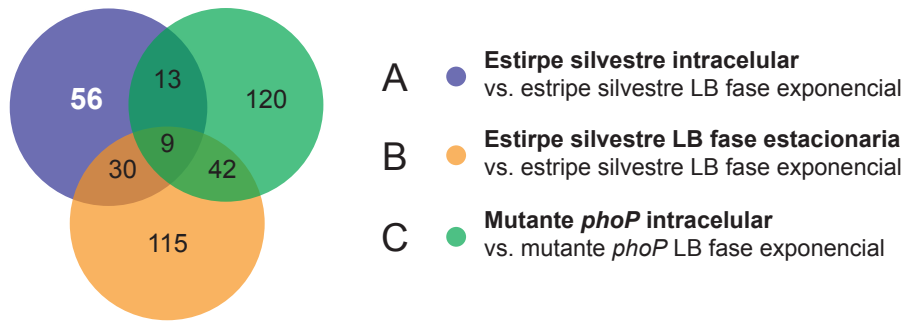 56
13
120
9
30
42
115
A
Estirpe silvestre intracelular
vs. estripe silvestre LB fase exponencial
B
Estirpe silvestre LB fase estacionaria
vs. estripe silvestre LB fase exponencial
C
Mutante phoP intracelular
vs. mutante phoP LB fase exponencial